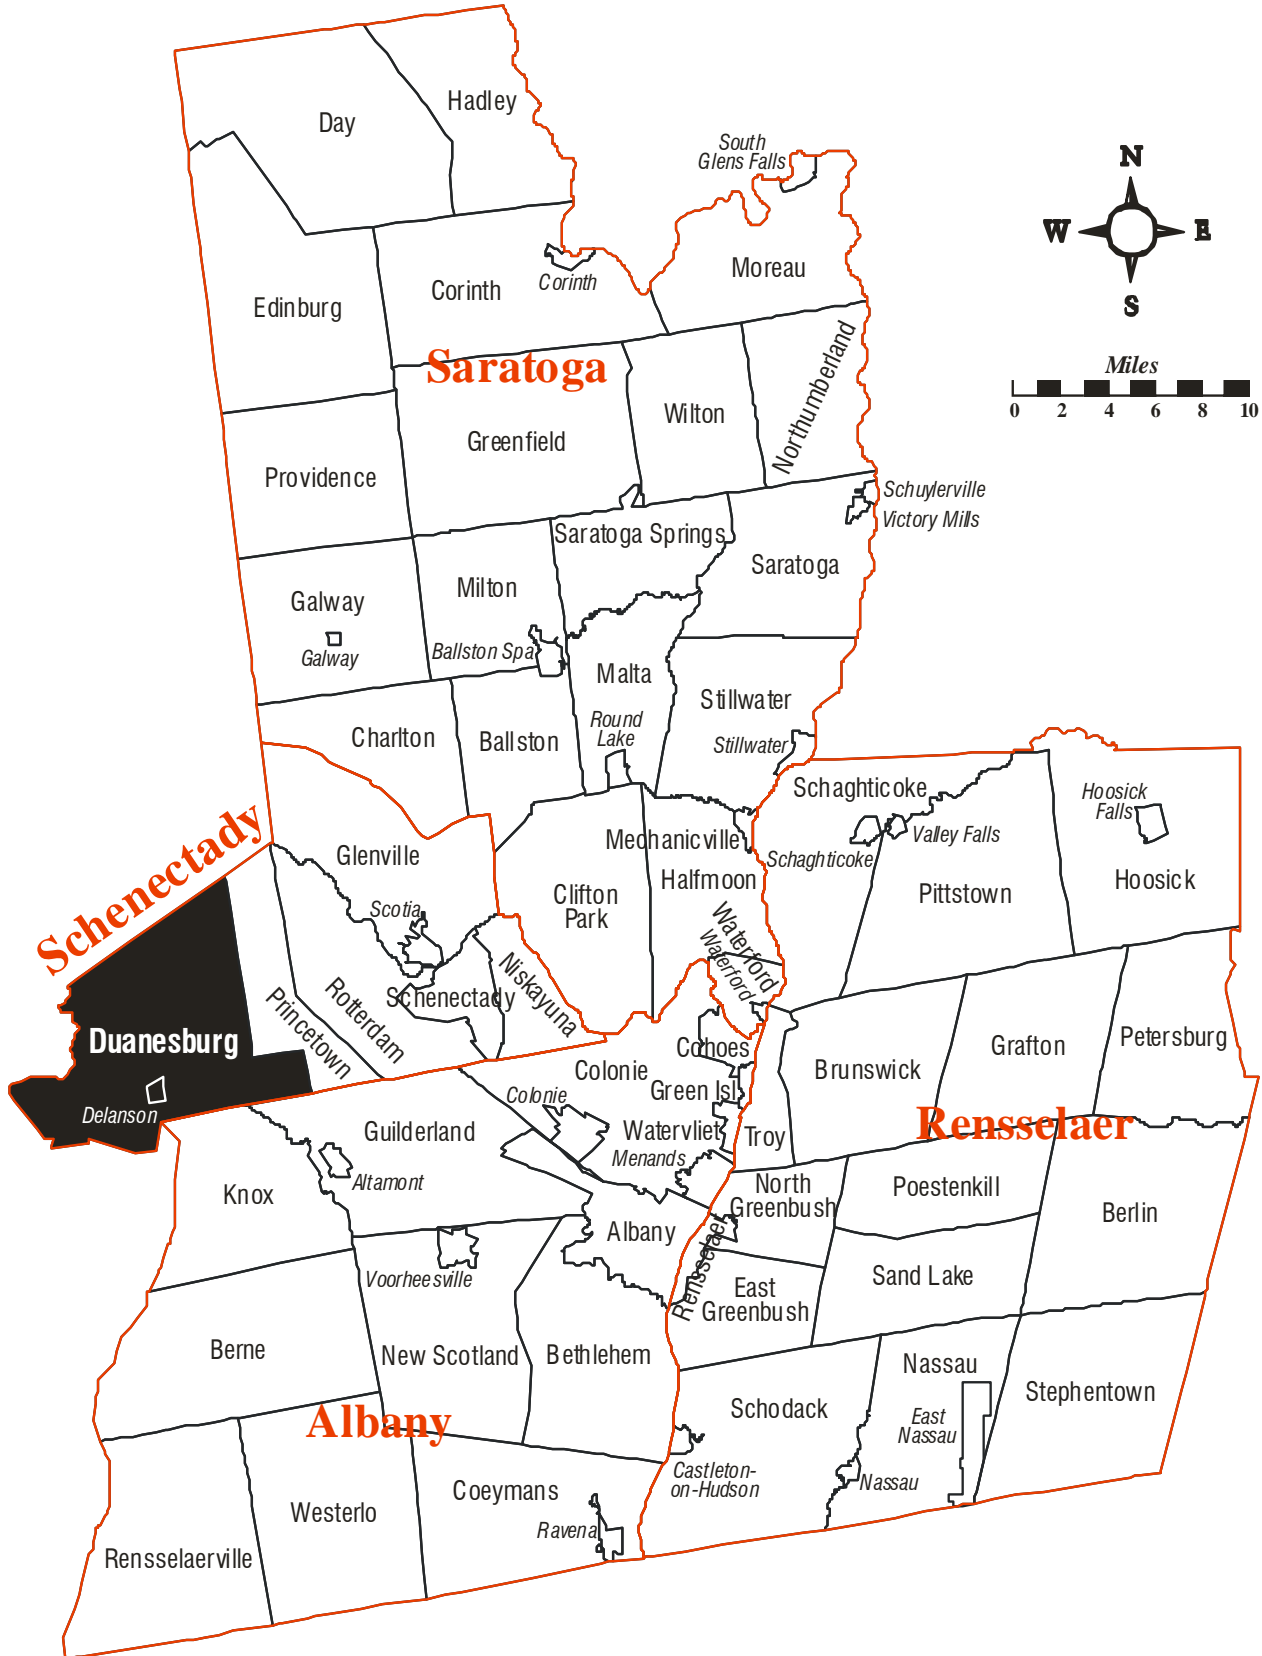 Day
Hadley
South
Glens Falls
N
W
E
S
Moreau
Edinburg
Corinth
Corinth
Miles
0 2 4 6 8 10
Saratoga
Northumberland
Wilton
Greenfield
Providence
Schuylerville
Victory Mills
Saratoga Springs
Saratoga
Milton
Galway
Galway
Ballston Spa
Malta
Stillwater
Round
Lake
Stillwater
Charlton
Ballston
Schaghticoke
Hoosick
Falls
Valley Falls
Schaghticoke
Mechanicville
Schenectady
Glenville
Halfmoon
Hoosick
Pittstown
Clifton
Park
Scotia
Waterford
Waterford
Niskayuna
Schenectady
Rotterdam
Princetown
Duanesburg
Delanson
Cohoes
Colonie
Green Isl
Colonie
Watervliet
Menands
Troy
Brunswick
Grafton
Petersburg
Rensselaer
Guilderland
Altamont
Knox
North
Greenbush
Poestenkill
Berlin
Albany
Rensselaer
Voorheesville
East
Greenbush
Sand Lake
Berne
New Scotland
Bethlehem
Nassau
Stephentown
Albany
Schodack
East
Nassau
Castleton-
on-Hudson
Nassau
Coeymans
Ravena
Westerlo
Rensselaerville